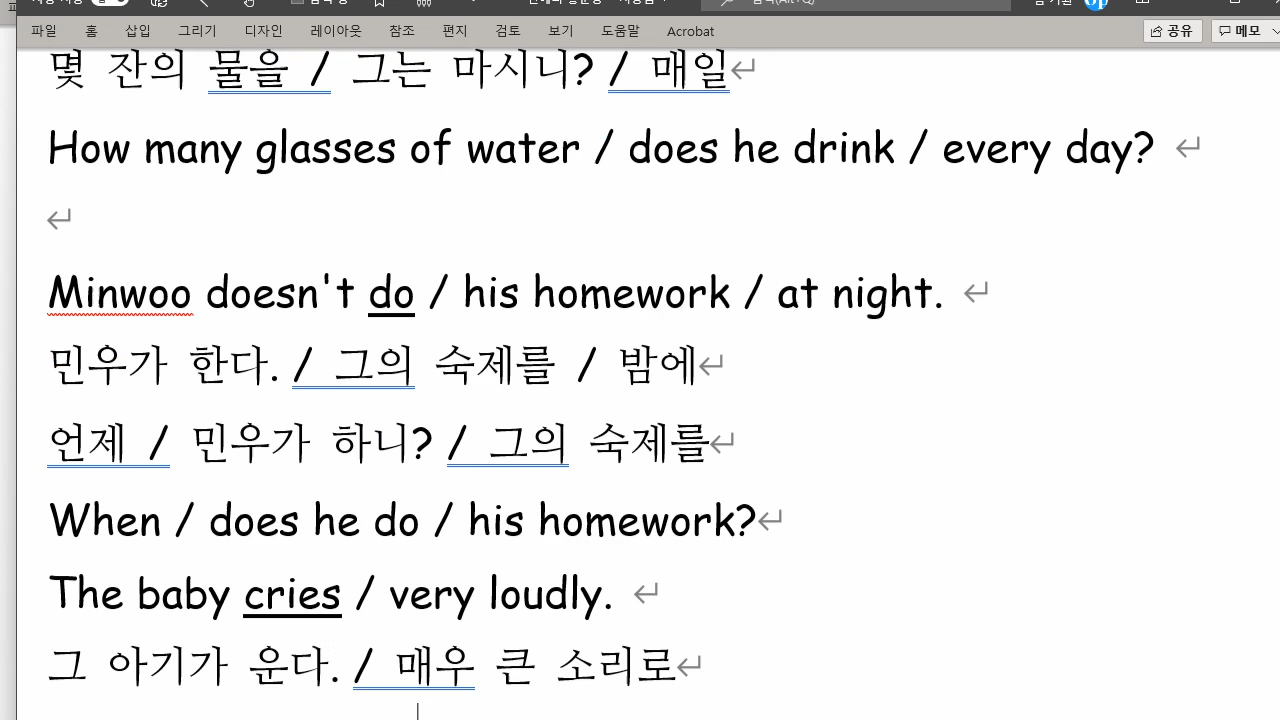 파일 홈 삽입 그리기 디자인 레이아웃 참조 편지 검토 보기 도움말 Acrobat 공유 메모
몇 잔의 물을 / 그는 마시니? / 매일
How many glasses of water / does he drink / every day?
Minwoo doesn't do / his homework / at night.
민우가 한다. / 그의 숙제를 / 밤에
언제 / 민우가 하니? / 그의 숙제를
When / does he do / his homework?
The baby cries / very loudly.
그 아기가 운다. / 매우 큰 소리로